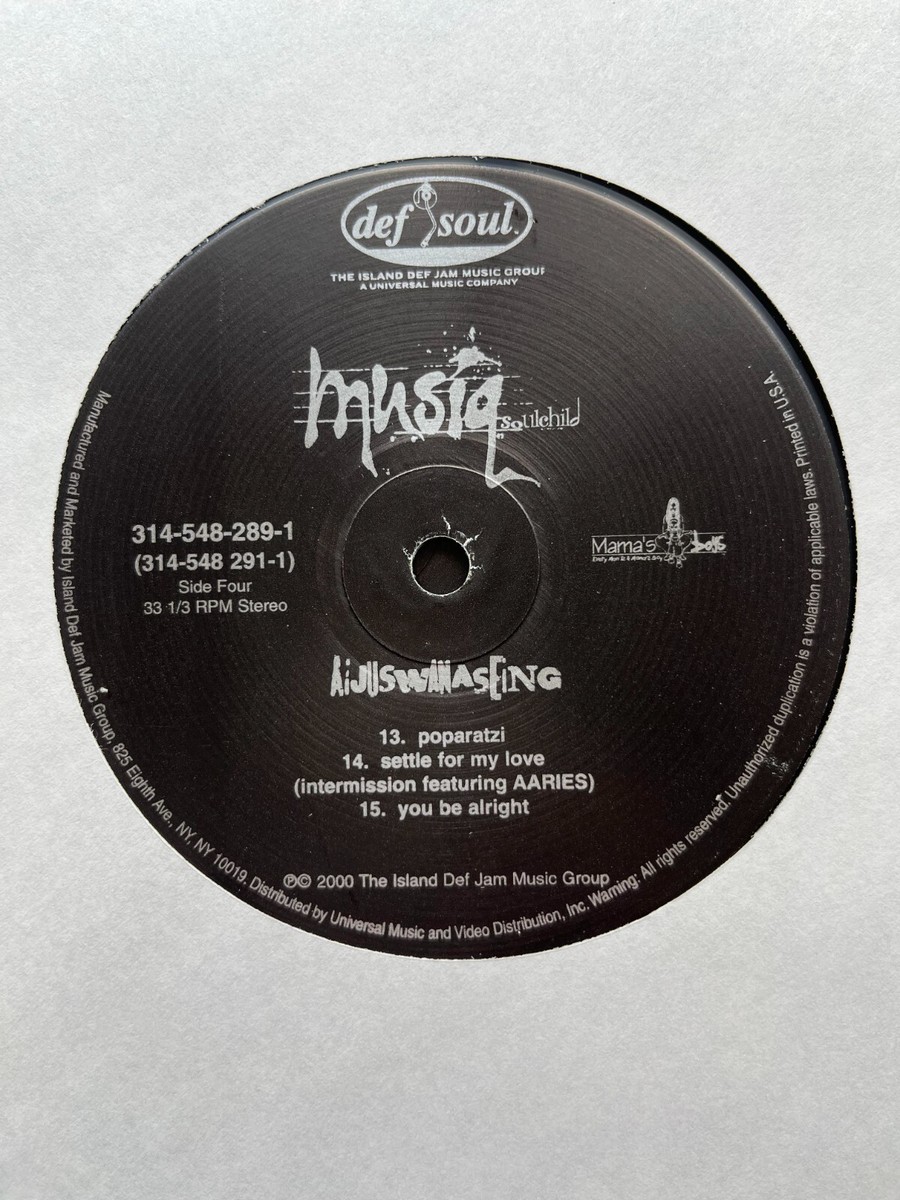 def soul
THE ISLAND DEF JAM MUSIC GROUP
A UNIVERSAL MUSIC COMPANY
musiq
soulchild
314-548-289-1
(314-548 291-1)
Side Four
33 1/3 RPM Stereo
Mama's boys
AiJUSWANASEING
13. poparatzi
14. settle for my love
(intermission featuring AARIES)
15. you be alright
℗© 2000 The Island Def Jam Music Group
Manufactured and Marketed by Island Def Jam Music Group, 825 Eighth Ave., NY, NY 10019. Distributed by Universal Music and Video Distribution, Inc. Warning: All rights reserved. Unauthorized duplication is a violation of applicable laws. Printed in U.S.A.